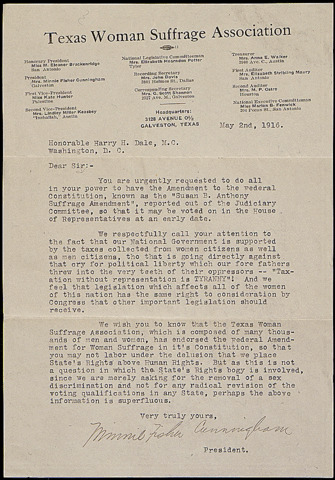 Texas Woman Suffrage Association
Honorary President
Miss M. Eleanor Brackenridge
San Antonio
President
Mrs. Minnie Fisher Cunningham
Galveston
First Vice-President
Miss Kate Hunter
Palestine
Second Vice-President
Mrs. Lindley Miller Keasbey
Austin, Texas
National Legislative Committeeman
Mrs. Elizabeth Herndon Potter
Tyler
Recording Secretary
Mrs. John Davis
Dallas, Texas
Corresponding Secretary
Mrs. C. Scott
Galveston
Headquarters:
GALVESTON, TEXAS
Treasurer
Mrs. Anna E. Walker
Austin
First Auditor
Mrs. Elizabeth Stribling Maury
San Antonio
Second Auditor
Mrs. M. P.
Houston
National Executive Committeeman
Miss Marian B. Fenwick
San Antonio
May 2nd, 1916.
Honorable Harry H. Dale, M.C.
Washington, D. C.
Dear Sir;-
You are urgently requested to do all
in your power to have the Amendment to the Federal
Constitution, known as the "Susan B. Anthony
Suffrage Amendment", reported out of the Judiciary
Committee, so that it may be voted on in the House
of Representatives at an early date.
We respectfully call your attention to
the fact that our National Government is supported
by the taxes collected from women citizens as well
as men citizens, tho that is going directly against
that cry for political liberty which our fore fathers
threw into the very teeth of their oppressors -- "Tax-
ation without representation is TYRANNY"! And we
feel that legislation which affects all of the women
of this nation has the same right to consideration by
Congress that other important legislation should
receive.
We wish you to know that the Texas Woman
Suffrage Association, which is composed of many thous-
ands of men and women, has endorsed the Federal Amend-
ment for Woman Suffrage in it's Constitution, so that
you may not labor under the delusion that we place
State's Rights above Human Rights. But as this is not
a question in which the State's Rights bogy is involved,
since we are merely asking for the removal of a sex
discrimination and not for any radical revision of the
voting qualifications in any State, perhaps the above
information is superfluous.
Very truly yours,
Minnie Fisher Cunningham
President.